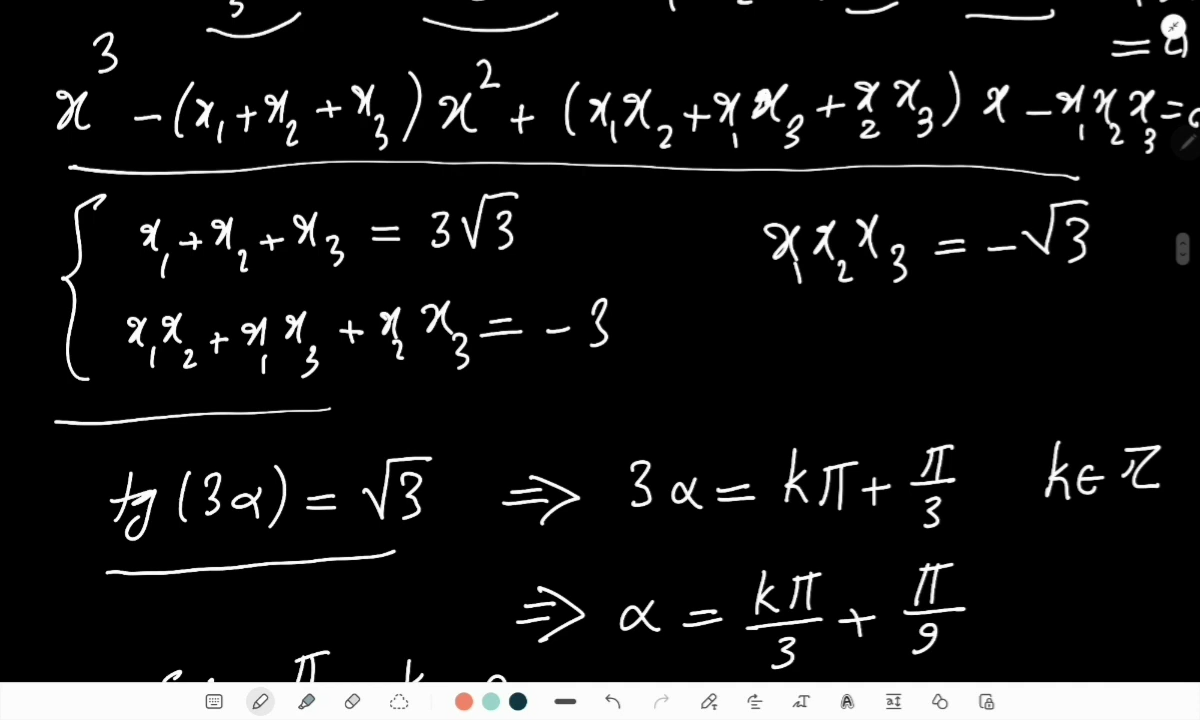 x³ - (x₁ + x₂ + x₃) x² + (x₁x₂ + x₁x₃ + x₂x₃) x - x₁x₂x₃ =
x₁ + x₂ + x₃ = 3√3
x₁x₂x₃ = -√3
x₁x₂ + x₁x₃ + x₂x₃ = -3
tg(3α) = √3 ⇒ 3α = kπ + π/3 k ∈ Z
⇒ α = kπ/3 + π/9